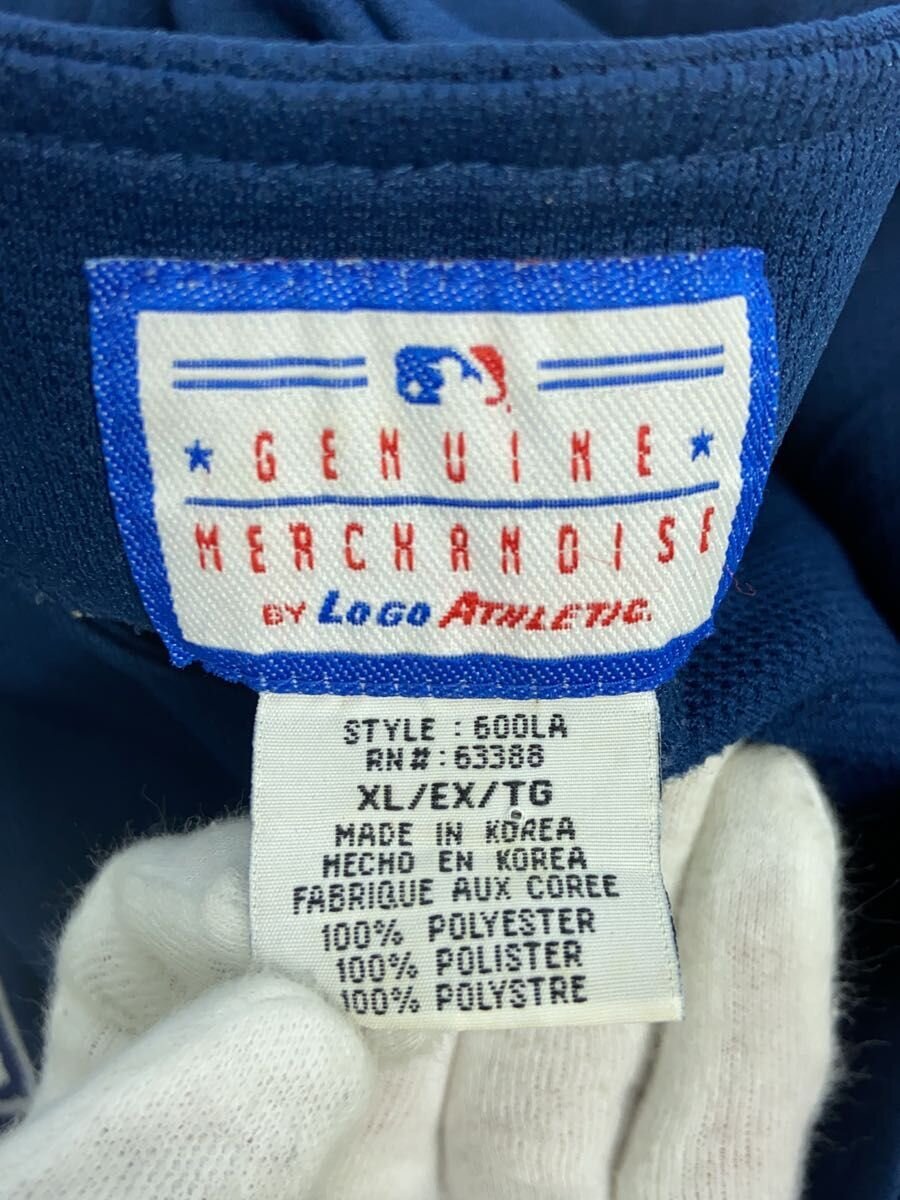 GENUINE
MERCHANDISE
BY LOGO ATHLETIC.
STYLE : 600LA
RN# : 63388
XL/EX/TG
MADE IN KOREA
HECHO EN KOREA
FABRIQUE AUX COREE
100% POLYESTER
100% POLISTER
100% POLYSTRE